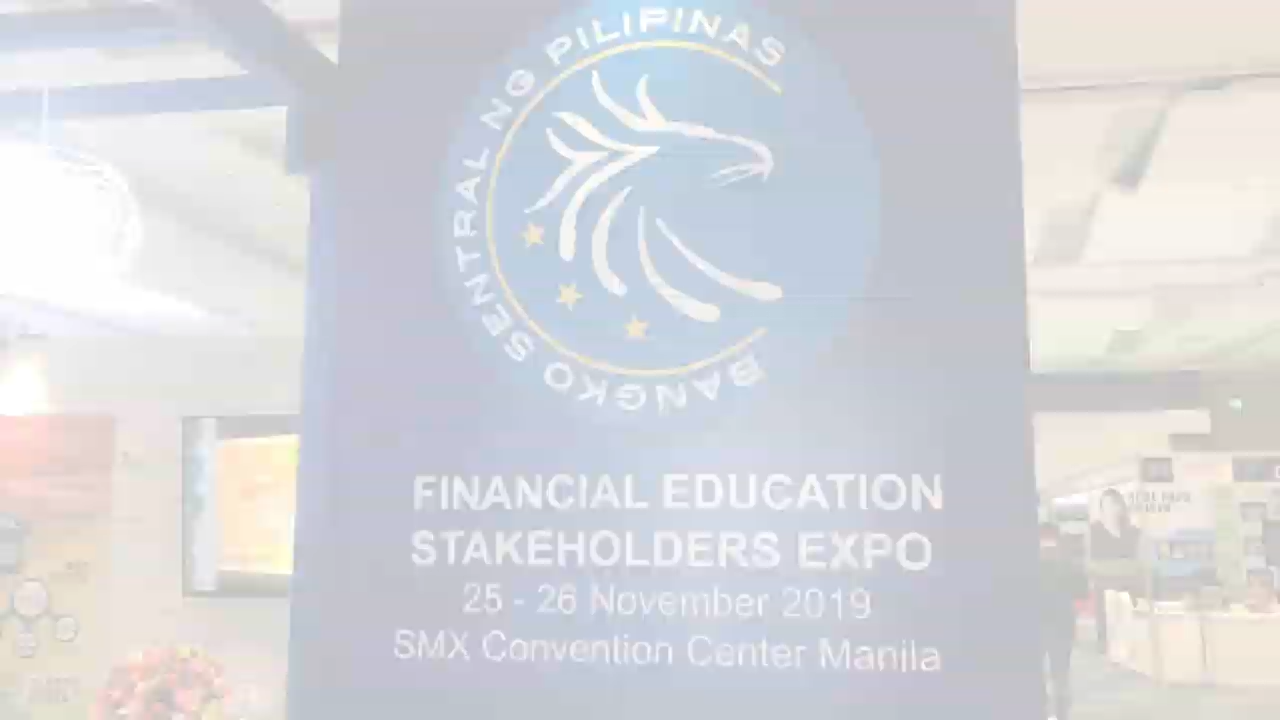 BANGKO SENTRAL NG PILIPINAS
FINANCIAL EDUCATION
STAKEHOLDERS EXPO
25 - 26 November 2019
SMX Convention Center Manila